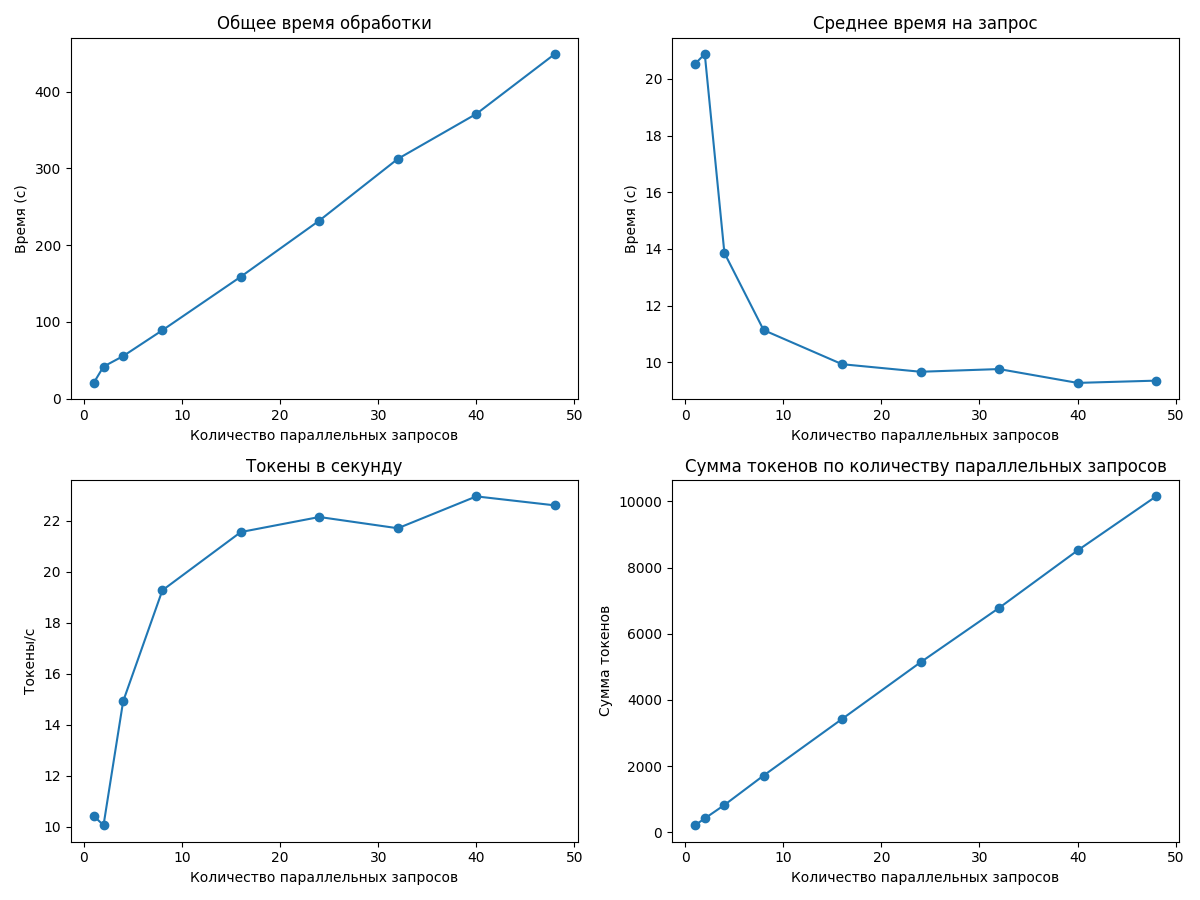 Общее время обработки
Время (с)
400
300
200
100
0
0 10 20 30 40 50
Количество параллельных запросов
Среднее время на запрос
Время (с)
20
18
16
14
12
10
0 10 20 30 40 50
Количество параллельных запросов
Токены в секунду
Токены/с
22
20
18
16
14
12
10
0 10 20 30 40 50
Количество параллельных запросов
Сумма токенов по количеству параллельных запросов
Сумма токенов
10000
8000
6000
4000
2000
0
0 10 20 30 40 50
Количество параллельных запросов